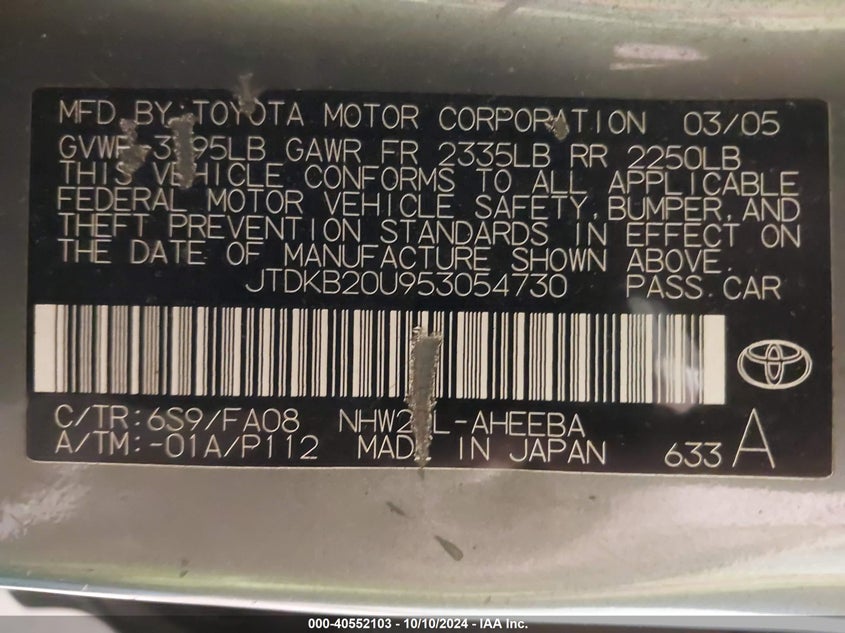 MFD. BY: TOYOTA MOTOR CORPORATION 03/05
GAWR FR 2335LB RR 2250LB
THIS VEHICLE CONFORMS TO ALL APPLICABLE
FEDERAL MOTOR VEHICLE SAFETY, BUMPER, AND
THEFT PREVENTION STANDARDS IN EFFECT ON
THE DATE OF MANUFACTURE SHOWN ABOVE.
JTDKB20U953054730 PASS. CAR
C/TR: 6S9/FA08
A/TM: -01A/P112 MADE IN JAPAN 633 A
000-40552103 - 10/10/2024 - IAA Inc.